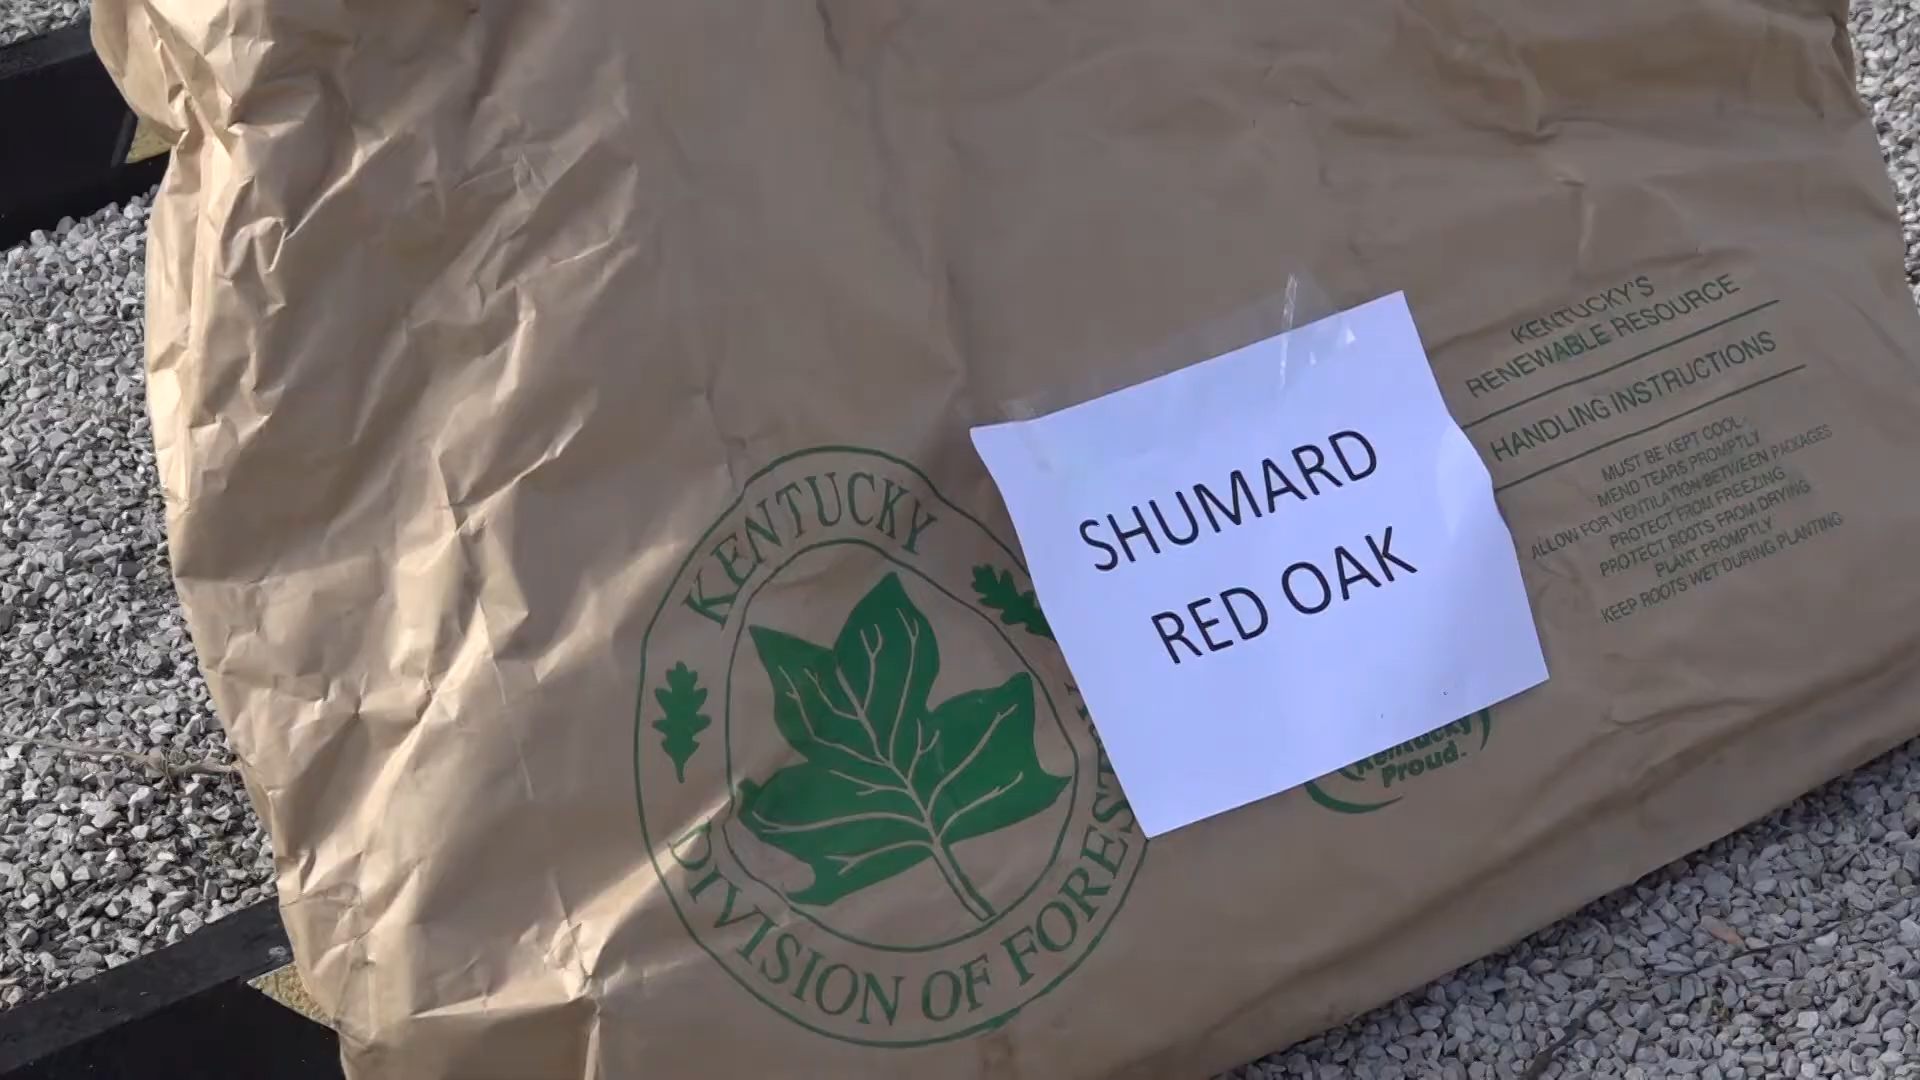 KENTUCKY
DIVISION OF FORESTRY
SHUMARD
RED OAK
Kentucky
Proud.
KENTUCKY'S
RENEWABLE RESOURCE
HANDLING INSTRUCTIONS
MUST BE KEPT COOL-
MEND TEARS PROMPTLY
ALLOW FOR VENTILATION BETWEEN PACKAGES
PROTECT FROM FREEZING
PROTECT ROOTS FROM DRYING
PLANT PROMPTLY
KEEP ROOTS WET DURING PLANTING